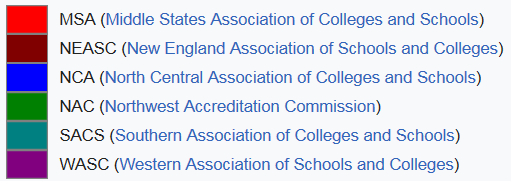 MSA (Middle States Association of Colleges and Schools)
NEASC (New England Association of Schools and Colleges)
NCA (North Central Association of Colleges and Schools)
NAC (Northwest Accreditation Commission)
SACS (Southern Association of Colleges and Schools)
WASC (Western Association of Schools and Colleges)